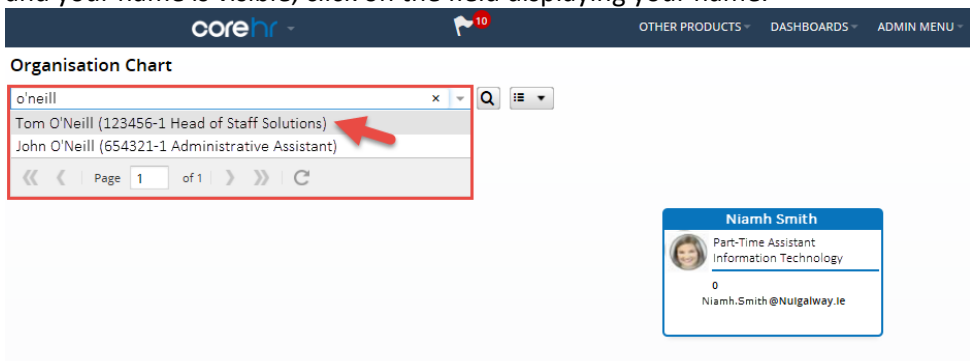 and your name is visible, click on the field displaying your name.
corehr
10
OTHER PRODUCTS
DASHBOARDS
ADMIN MENU
Organisation Chart
o'neill
Tom O'Neill (123456-1 Head of Staff Solutions)
John O'Neill (654321-1 Administrative Assistant)
Page 1 of 1
Niamh Smith
Part-Time Assistant
Information Technology
0
Niamh.Smith@Nuigalway.ie